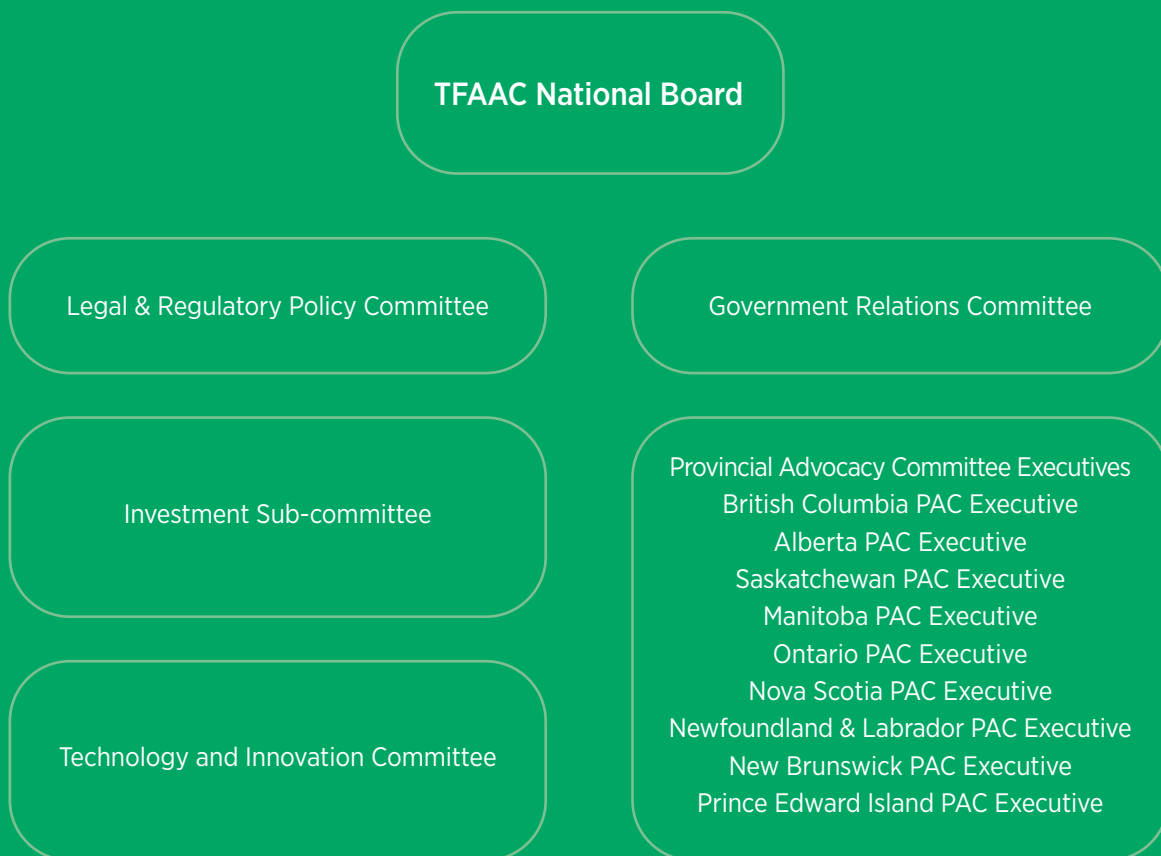 TFAAC National Board
Legal & Regulatory Policy Committee
Government Relations Committee
Investment Sub-committee
Provincial Advocacy Committee Executives
British Columbia PAC Executive
Alberta PAC Executive
Saskatchewan PAC Executive
Manitoba PAC Executive
Ontario PAC Executive
Nova Scotia PAC Executive
Newfoundland & Labrador PAC Executive
New Brunswick PAC Executive
Prince Edward Island PAC Executive
Technology and Innovation Committee